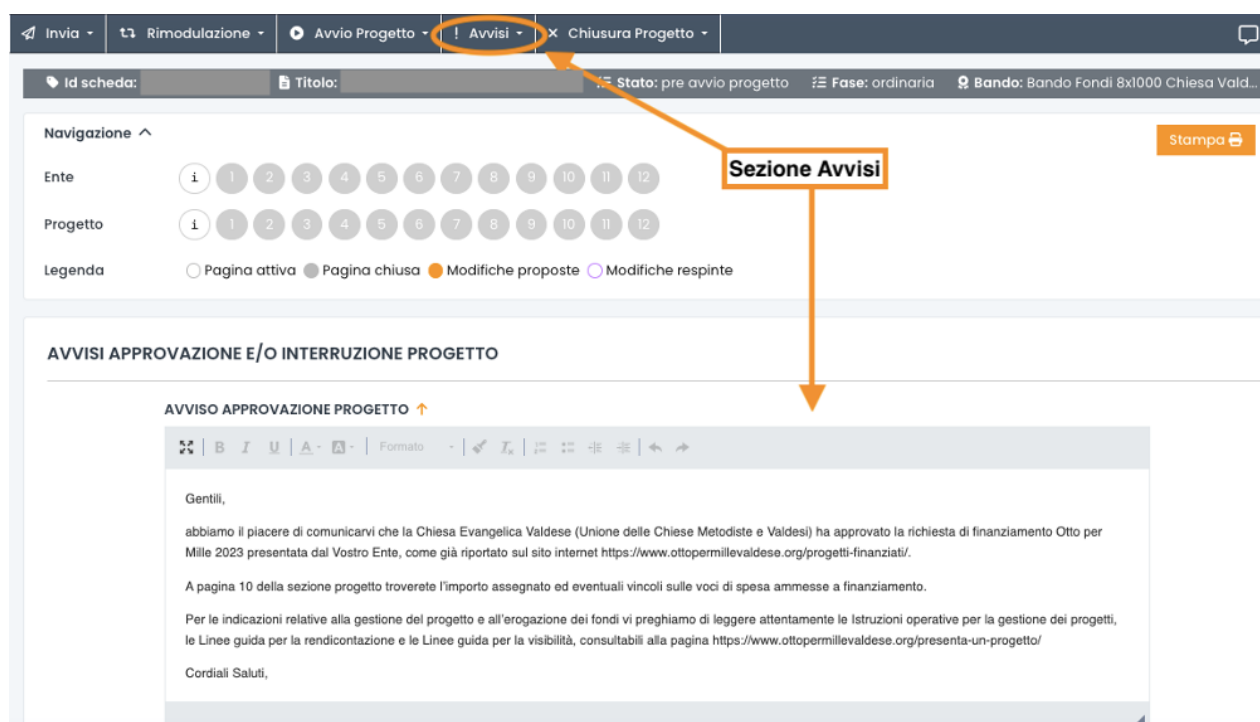 Invia
Rimodulazione
Avvio Progetto
! Avvisi
Chiusura Progetto
Id scheda:
Titolo:
Stato: pre avvio progetto
Fase: ordinaria
Bando: Bando Fondi 8x1000 Chiesa Vald...
Navigazione
Stampa
Sezione Avvisi
Ente
i 1 2 3 4 5 6 7 8 9 10 11 12
Progetto
i 1 2 3 4 5 6 7 8 9 10 11 12
Legenda
Pagina attiva Pagina chiusa Modifiche proposte Modifiche respinte
AVVISI APPROVAZIONE E/O INTERRUZIONE PROGETTO
AVVISO APPROVAZIONE PROGETTO
B I U A A Formato Tx
Gentili,
abbiamo il piacere di comunicarvi che la Chiesa Evangelica Valdese (Unione delle Chiese Metodiste e Valdesi) ha approvato la richiesta di finanziamento Otto per
Mille 2023 presentata dal Vostro Ente, come già riportato sul sito internet https://www.ottopermillevaldese.org/progetti-finanziati/.
A pagina 10 della sezione progetto troverete l'importo assegnato ed eventuali vincoli sulle voci di spesa ammesse a finanziamento.
Per le indicazioni relative alla gestione del progetto e all'erogazione dei fondi vi preghiamo di leggere attentamente le Istruzioni operative per la gestione dei progetti,
le Linee guida per la rendicontazione e le Linee guida per la visibilità, consultabili alla pagina https://www.ottopermillevaldese.org/presenta-un-progetto/
Cordiali Saluti,